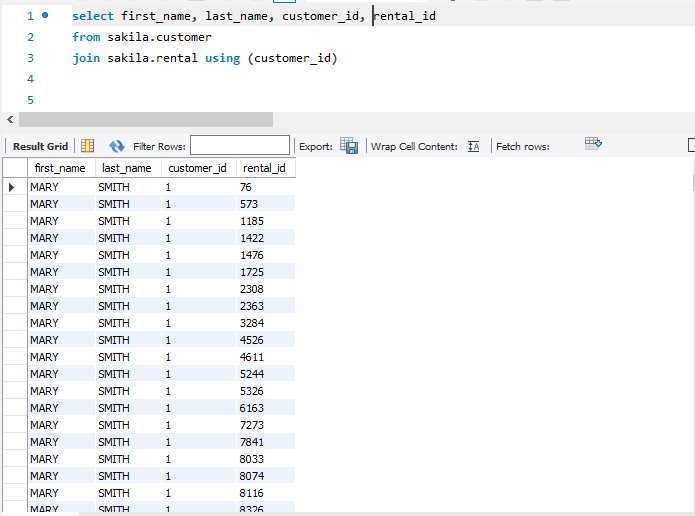 1 select first_name, last_name, customer_id, rental_id
2 from sakila.customer
3 join sakila.rental using (customer_id)
4
5
Result Grid Filter Rows: Export: Wrap Cell Content: IA Fetch rows:
first_name last_name customer_id rental_id
MARY SMITH 1 76
MARY SMITH 1 573
MARY SMITH 1 1185
MARY SMITH 1 1422
MARY SMITH 1 1476
MARY SMITH 1 1725
MARY SMITH 1 2308
MARY SMITH 1 2363
MARY SMITH 1 3284
MARY SMITH 1 4526
MARY SMITH 1 4611
MARY SMITH 1 5244
MARY SMITH 1 5326
MARY SMITH 1 6163
MARY SMITH 1 7273
MARY SMITH 1 7841
MARY SMITH 1 8033
MARY SMITH 1 8074
MARY SMITH 1 8116
MARY SMITH 1 8326